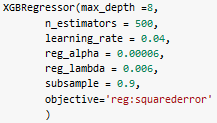 XGBRegressor(max_depth =8,
n_estimators = 500,
learning_rate = 0.04,
reg_alpha = 0.00006,
reg_lambda = 0.006,
subsample = 0.9,
objective='reg:squarederror'
)